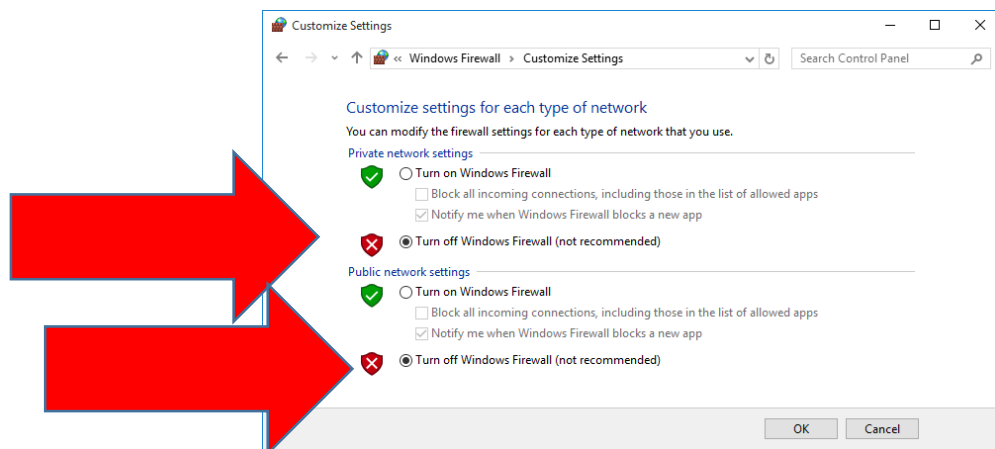 Customize Settings
« Windows Firewall > Customize Settings
Search Control Panel
Customize settings for each type of network
You can modify the firewall settings for each type of network that you use.
Private network settings
Turn on Windows Firewall
Block all incoming connections, including those in the list of allowed apps
Notify me when Windows Firewall blocks a new app
Turn off Windows Firewall (not recommended)
Public network settings
Turn on Windows Firewall
Block all incoming connections, including those in the list of allowed apps
Notify me when Windows Firewall blocks a new app
Turn off Windows Firewall (not recommended)
OK Cancel